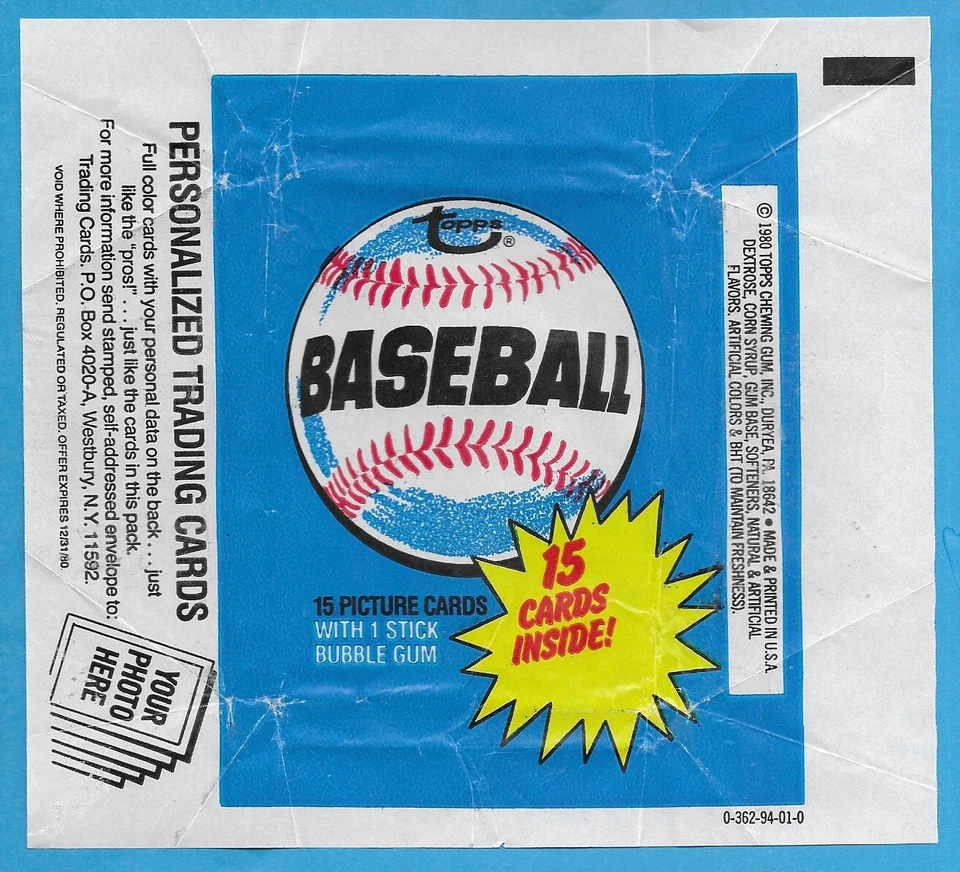 topps®
BASEBALL
15 PICTURE CARDS
WITH 1 STICK
BUBBLE GUM
15
CARDS
INSIDE!
PERSONALIZED TRADING CARDS
Full color cards with your personal data on the back . . . just
like the "pros!" . . . just like the cards in this pack.
For more information send stamped, self-addressed envelope to:
Trading Cards, P.O. Box 4020-A, Westbury, N.Y. 11592.
VOID WHERE PROHIBITED, REGULATED OR TAXED. OFFER EXPIRES 12/31/80.
YOUR
PHOTO
HERE
© 1980 TOPPS CHEWING GUM, INC., DURYEA, PA. 18642 • MADE & PRINTED IN U.S.A.
DEXTROSE, CORN SYRUP, GUM BASE, SOFTENERS, NATURAL & ARTIFICIAL
FLAVORS, ARTIFICIAL COLORS & BHT (TO MAINTAIN FRESHNESS).
0-362-94-01-0